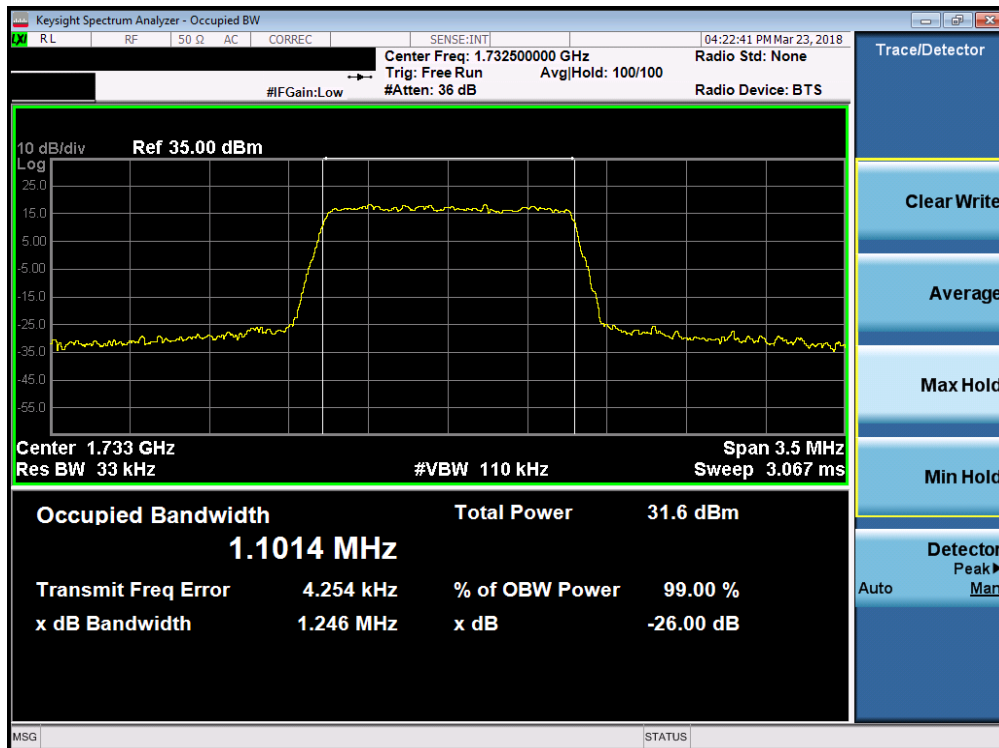 Keysight Spectrum Analyzer - Occupied BW
LXI RL RF 50 Ω AC CORREC SENSE:INT 04:22:41 PM Mar 23, 2018
Center Freq: 1.732500000 GHz Radio Std: None
Trig: Free Run Avg|Hold: 100/100
#IFGain:Low #Atten: 36 dB Radio Device: BTS
Trace/Detector
10 dB/div Ref 35.00 dBm
Log
25.0
15.0
5.00
-5.00
-15.0
-25.0
-35.0
-45.0
-55.0
Center 1.733 GHz Span 3.5 MHz
Res BW 33 kHz #VBW 110 kHz Sweep 3.067 ms
Occupied Bandwidth Total Power 31.6 dBm
1.1014 MHz
Transmit Freq Error 4.254 kHz % of OBW Power 99.00 %
x dB Bandwidth 1.246 MHz x dB -26.00 dB
Clear Write
Average
Max Hold
Min Hold
Detector
Peak▶
Auto Man
MSG STATUS